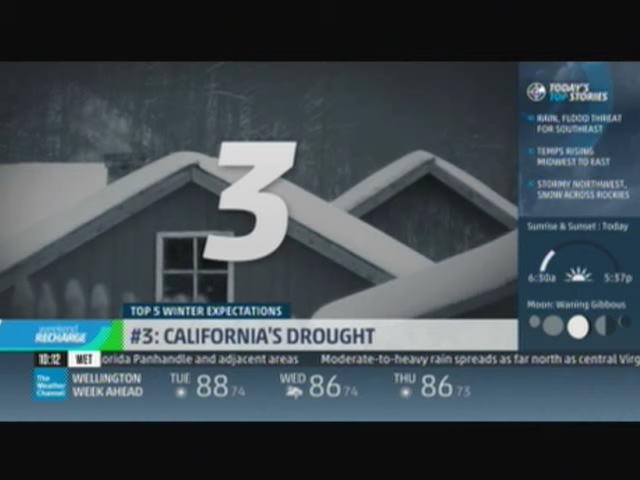 3
TODAY'S
TOP STORIES
RAIN, FLOOD THREAT
FOR SOUTHEAST
TEMPS RISING
MIDWEST TO EAST
STORMY NORTHWEST,
SNOW ACROSS ROCKIES
Sunrise & Sunset : Today
6:30a 5:37p
Moon: Waning Gibbous
TOP 5 WINTER EXPECTATIONS
weekend
RECHARGE
#3: CALIFORNIA'S DROUGHT
10:12 WET orida Panhandle and adjacent areas Moderate-to-heavy rain spreads as far north as central Virg
The
Weather
Channel
WELLINGTON
WEEK AHEAD
TUE 88 74 WED 86 74 THU 86 73